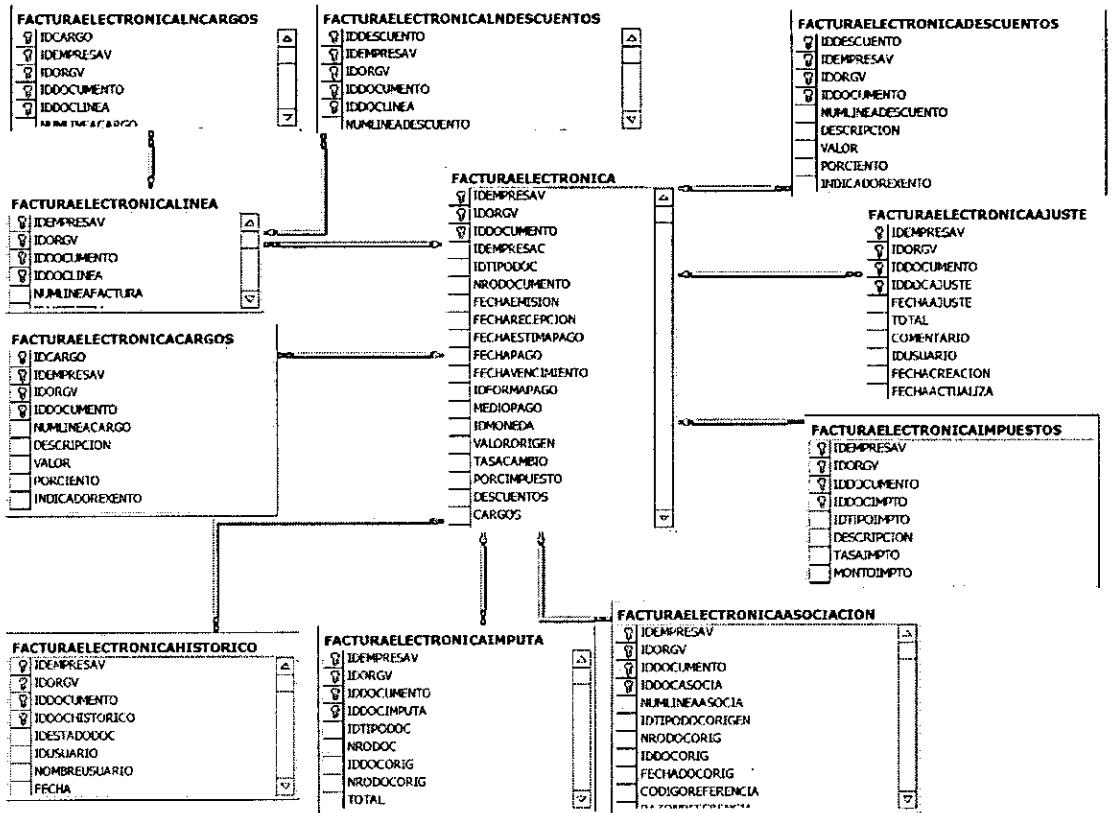 FACTURAELECTRONICALNCARGOS
IDCARGO
IDEMPRESAV
IDORGV
IDDOCUMENTO
IDDOCLINEA
NUMLINEACARGO
FACTURAELECTRONICALNDESCUENTOS
IDDESCUENTO
IDEMPRESAV
IDORGV
IDDOCUMENTO
IDDOCLINEA
NUMLINEADESCUENTO
FACTURAELECTRONICADESCUENTOS
IDDESCUENTO
IDEMPRESAV
IDORGV
IDDOCUMENTO
NUMLINEADESCUENTO
DESCRIPCION
VALOR
PORCIENTO
INDICADOREXENTO
FACTURAELECTRONICA
IDEMPRESAV
IDORGV
IDDOCUMENTO
IDEMPRESAC
IDTIPODOC
NRODOCUMENTO
FECHAEMISION
FECHARECEPCION
FECHAESTIMAPAGO
FECHAPAGO
FECHAVENCIMIENTO
IDFORMAPAGO
MEDIOPAGO
IDMONEDA
VALORORIGEN
TASACAMBIO
PORCIMPUESTO
DESCUENTOS
CARGOS
FACTURAELECTRONICALINEA
IDEMPRESAV
IDORGV
IDDOCUMENTO
IDDOCLINEA
NUMLINEAFACTURA
FACTURAELECTRONICAAJUSTE
IDEMPRESAV
IDORGV
IDDOCUMENTO
IDDOCAJUSTE
FECHAAJUSTE
TOTAL
COMENTARIO
IDUSUARIO
FECHACREACION
FECHAACTUALIZA
FACTURAELECTRONICACARGOS
IDCARGO
IDEMPRESAV
IDORGV
IDDOCUMENTO
NUMLINEACARGO
DESCRIPCION
VALOR
PORCIENTO
INDICADOREXENTO
FACTURAELECTRONICAIMPUESTOS
IDEMPRESAV
IDORGV
IDDOCUMENTO
IDDOCIMPTO
IDTIPOIMPTO
DESCRIPCION
TASAIMPTO
MONTOIMPTO
FACTURAELECTRONICAHISTORICO
IDEMPRESAV
IDORGV
IDDOCUMENTO
IDDOCHISTORICO
IDESTADODOC
IDUSUARIO
NOMBREUSUARIO
FECHA
FACTURAELECTRONICAIMPUTA
IDEMPRESAV
IDORGV
IDDOCUMENTO
IDDOCIMPUTA
IDTIPODOC
NRODOC
IDDOCORIG
NRODOCORIG
TOTAL
FACTURAELECTRONICAASOCIACION
IDEMPRESAV
IDORGV
IDDOCUMENTO
IDDOCASOCIA
NUMLINEAASOCIA
IDTIPODOCORIGEN
NRODOCORIG
IDDOCORIG
FECHADOCORIG
CODIGOREFERENCIA
RAZONREFERENCIA